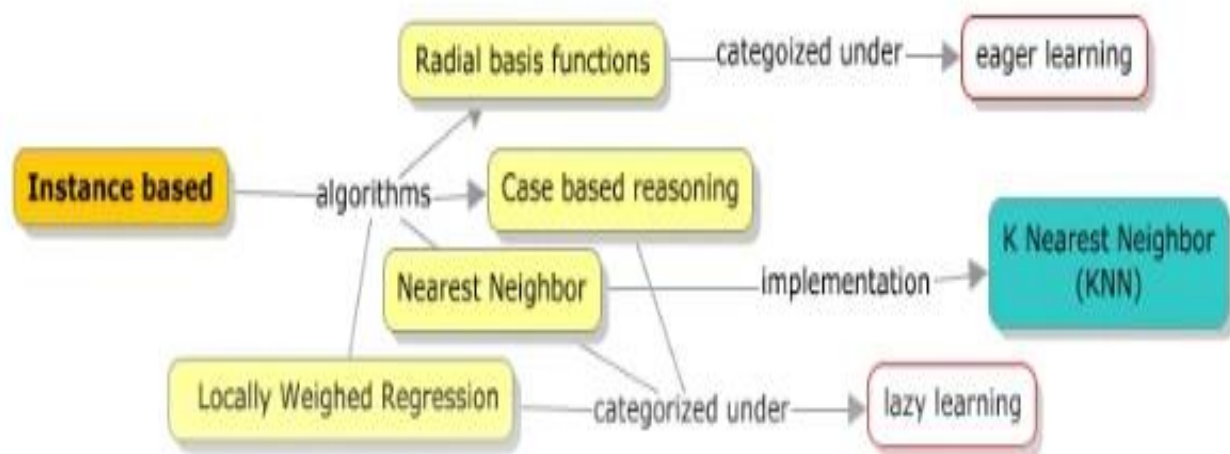 Radial basis functions
categoized under
eager learning
Instance based
algorithms
Case based reasoning
Nearest Neighbor
implementation
K Nearest Neighbor
(KNN)
Locally Weighed Regression
categorized under
lazy learning